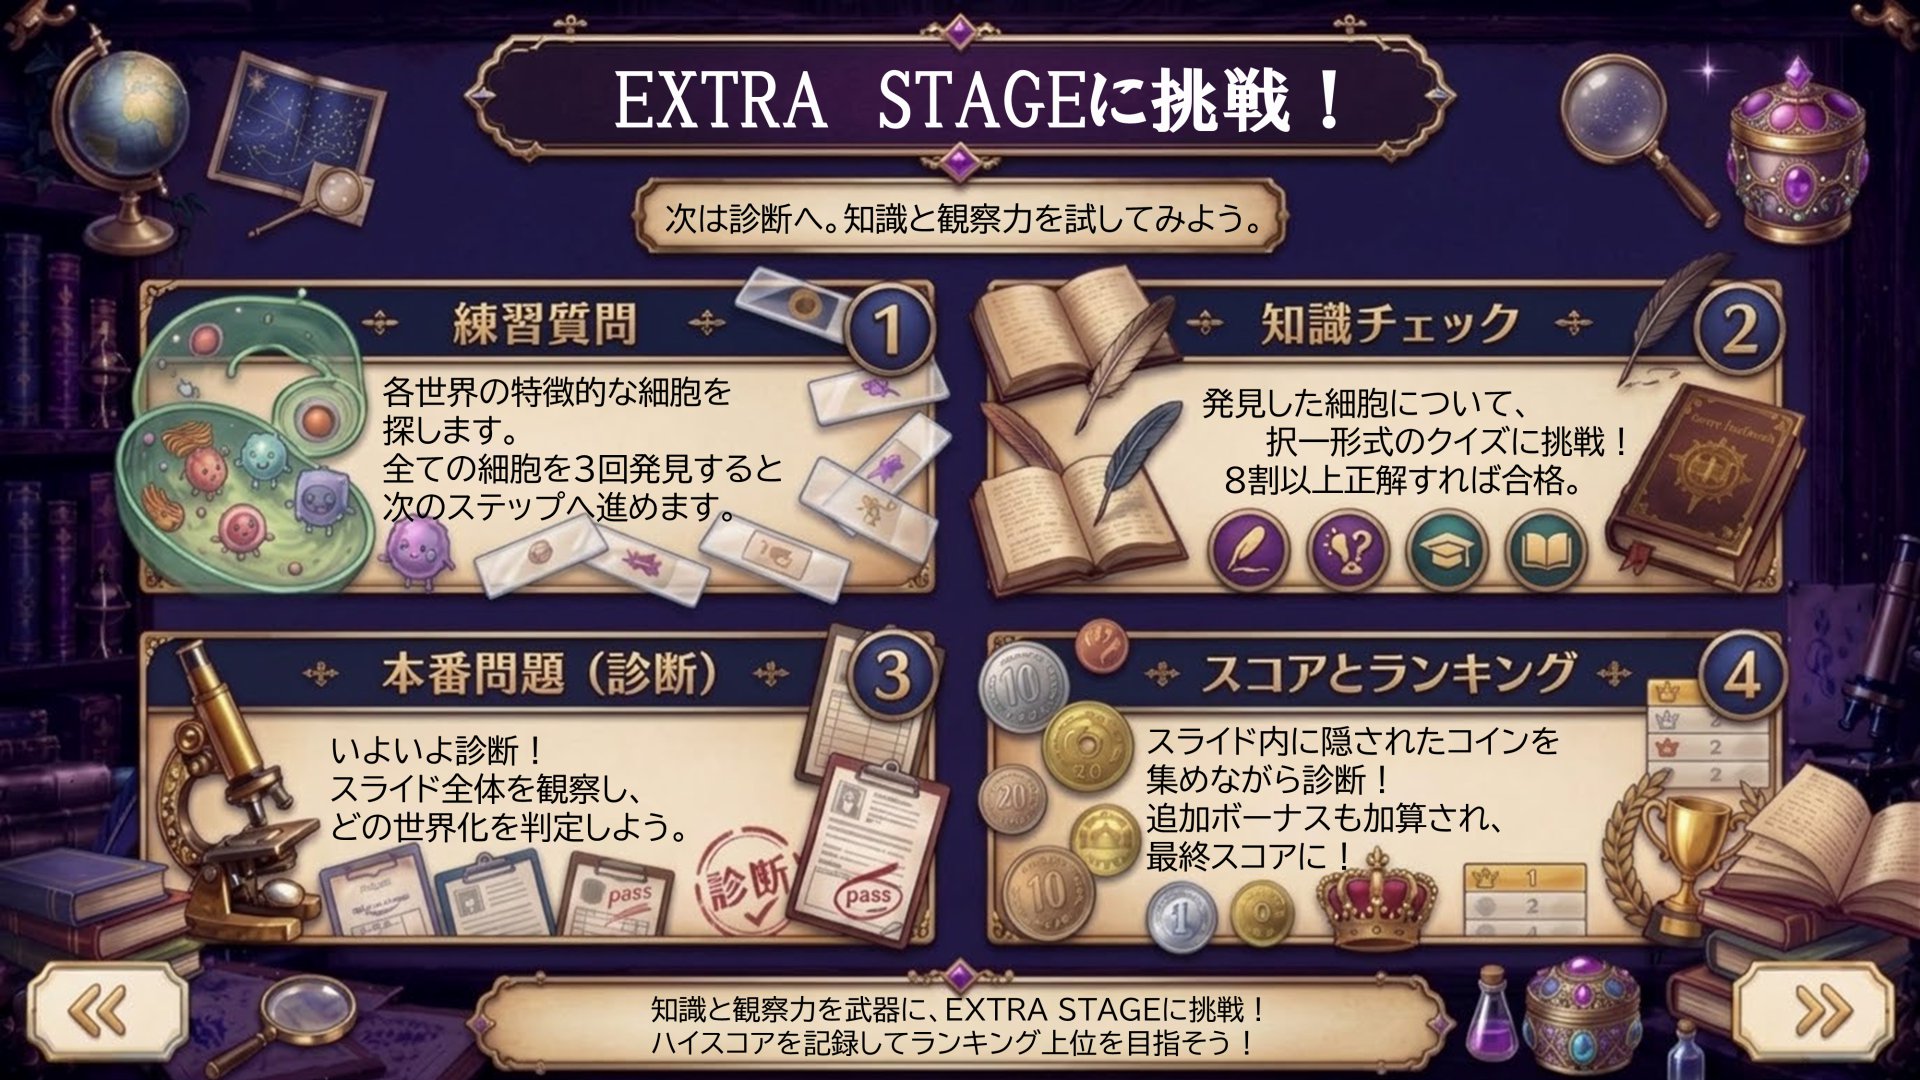 EXTRA STAGEに挑戦！
次は診断へ。知識と観察力を試してみよう。
練習質問
1
各世界の特徴的な細胞を
探します。
全ての細胞を3回発見すると
次のステップへ進めます。
知識チェック
2
発見した細胞について、
択一形式のクイズに挑戦！
8割以上正解すれば合格。
本番問題（診断）
3
いよいよ診断！
スライド全体を観察し、
どの世界化を判定しよう。
pass
診断
pass
スコアとランキング
4
スライド内に隠されたコインを
集めながら診断！
追加ボーナスも加算され、
最終スコアに！
10
20
20
10
1
0
2
2
2
1
2
知識と観察力を武器に、EXTRA STAGEに挑戦！
ハイスコアを記録してランキング上位を目指そう！